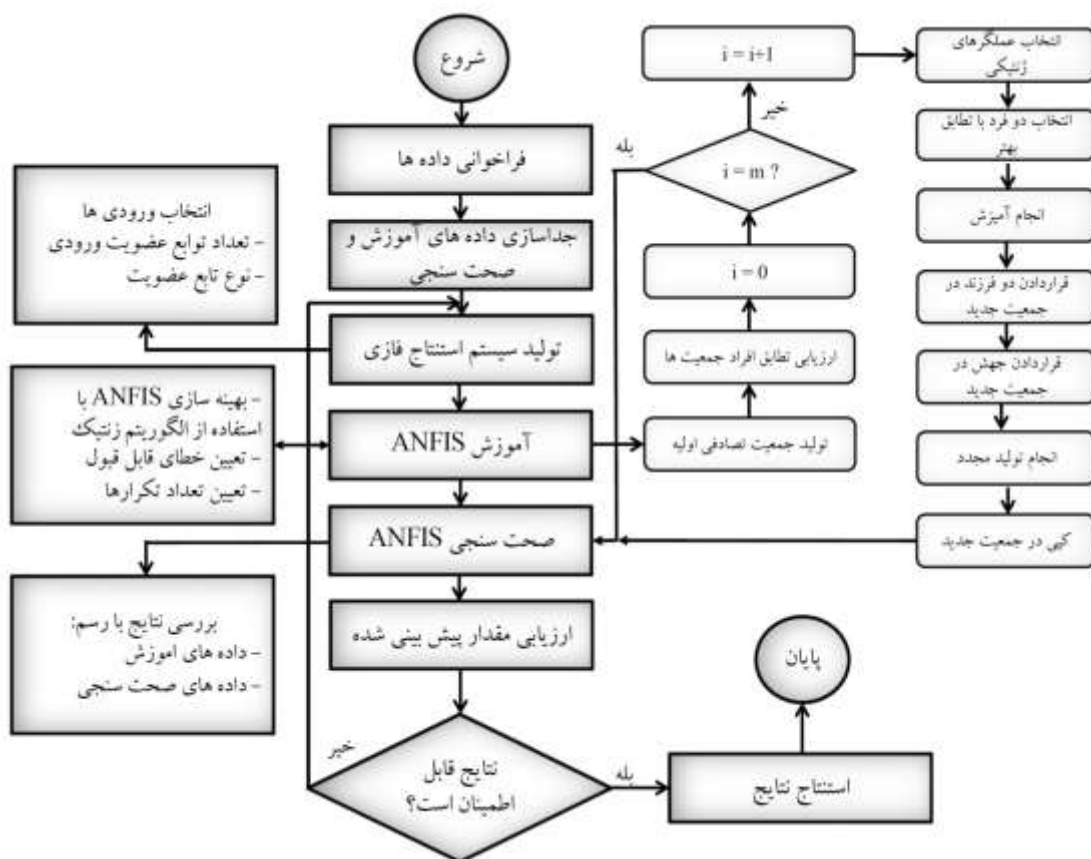 شروع
فراخوانی داده ها
جداسازی داده های آموزش و
صحت سنجی
تولید سیستم استنتاج فازی
آموزش ANFIS
صحت سنجی ANFIS
ارزیابی مقدار پیش بینی شده
نتایج قابل
اطمینان است؟
خیر
بله
استنتاج نتایج
پایان
انتخاب ورودی ها
- تعداد توابع عضویت ورودی
- نوع تابع عضویت
- بهینه سازی ANFIS با
استفاده از الگوریتم ژنتیک
- تعیین خطای قابل قبول
- تعیین تعداد تکرارها
بررسی نتایج با رسم:
- داده های اموزش
- داده های صحت سنجی
تولید جمعیت تصادفی اولیه
ارزیابی تطابق افراد جمعیت ها
i = 0
i = m ?
بله
خیر
i = i+1
انتخاب عملگرهای
ژنتیکی
انتخاب دو فرد با تطابق
بهتر
انجام آمیزش
قراردادن دو فرزند در
جمعیت جدید
قراردادن جهش در
جمعیت جدید
انجام تولید مجدد
کپی در جمعیت جدید